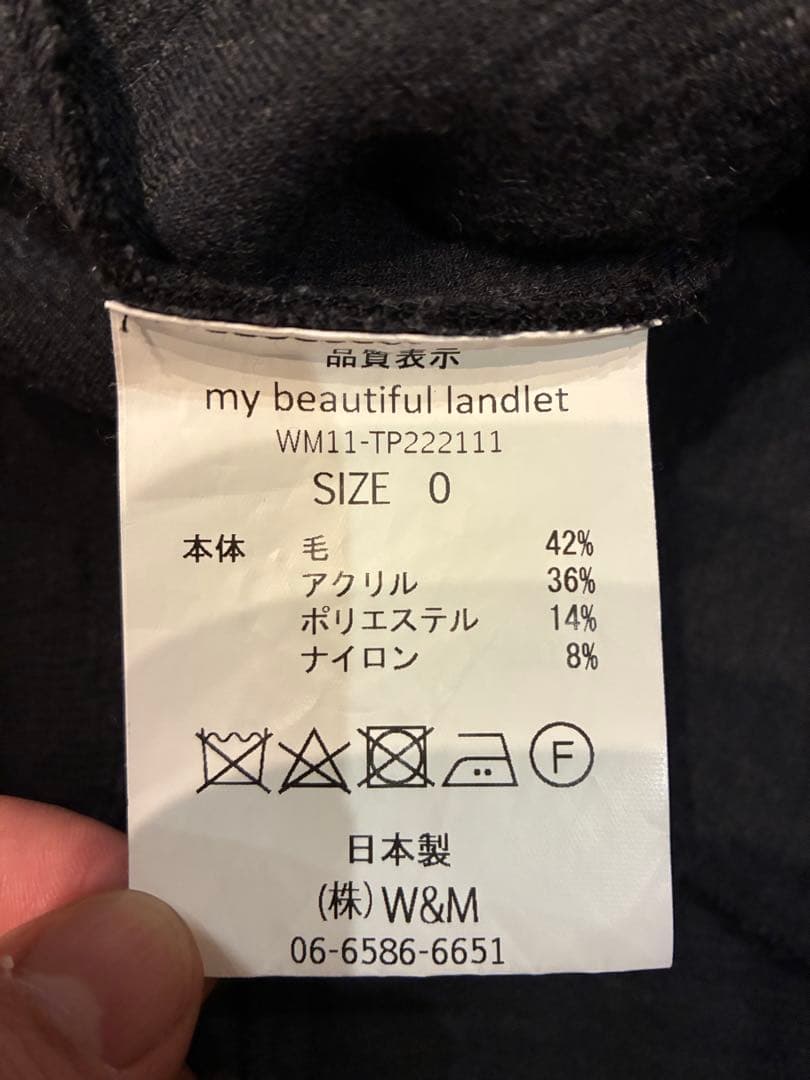 品質表示
my beautiful landlet
WM11-TP222111
SIZE 0
本体 毛 42%
アクリル 36%
ポリエステル 14%
ナイロン 8%
F
日本製
(株)W&M
06-6586-6651